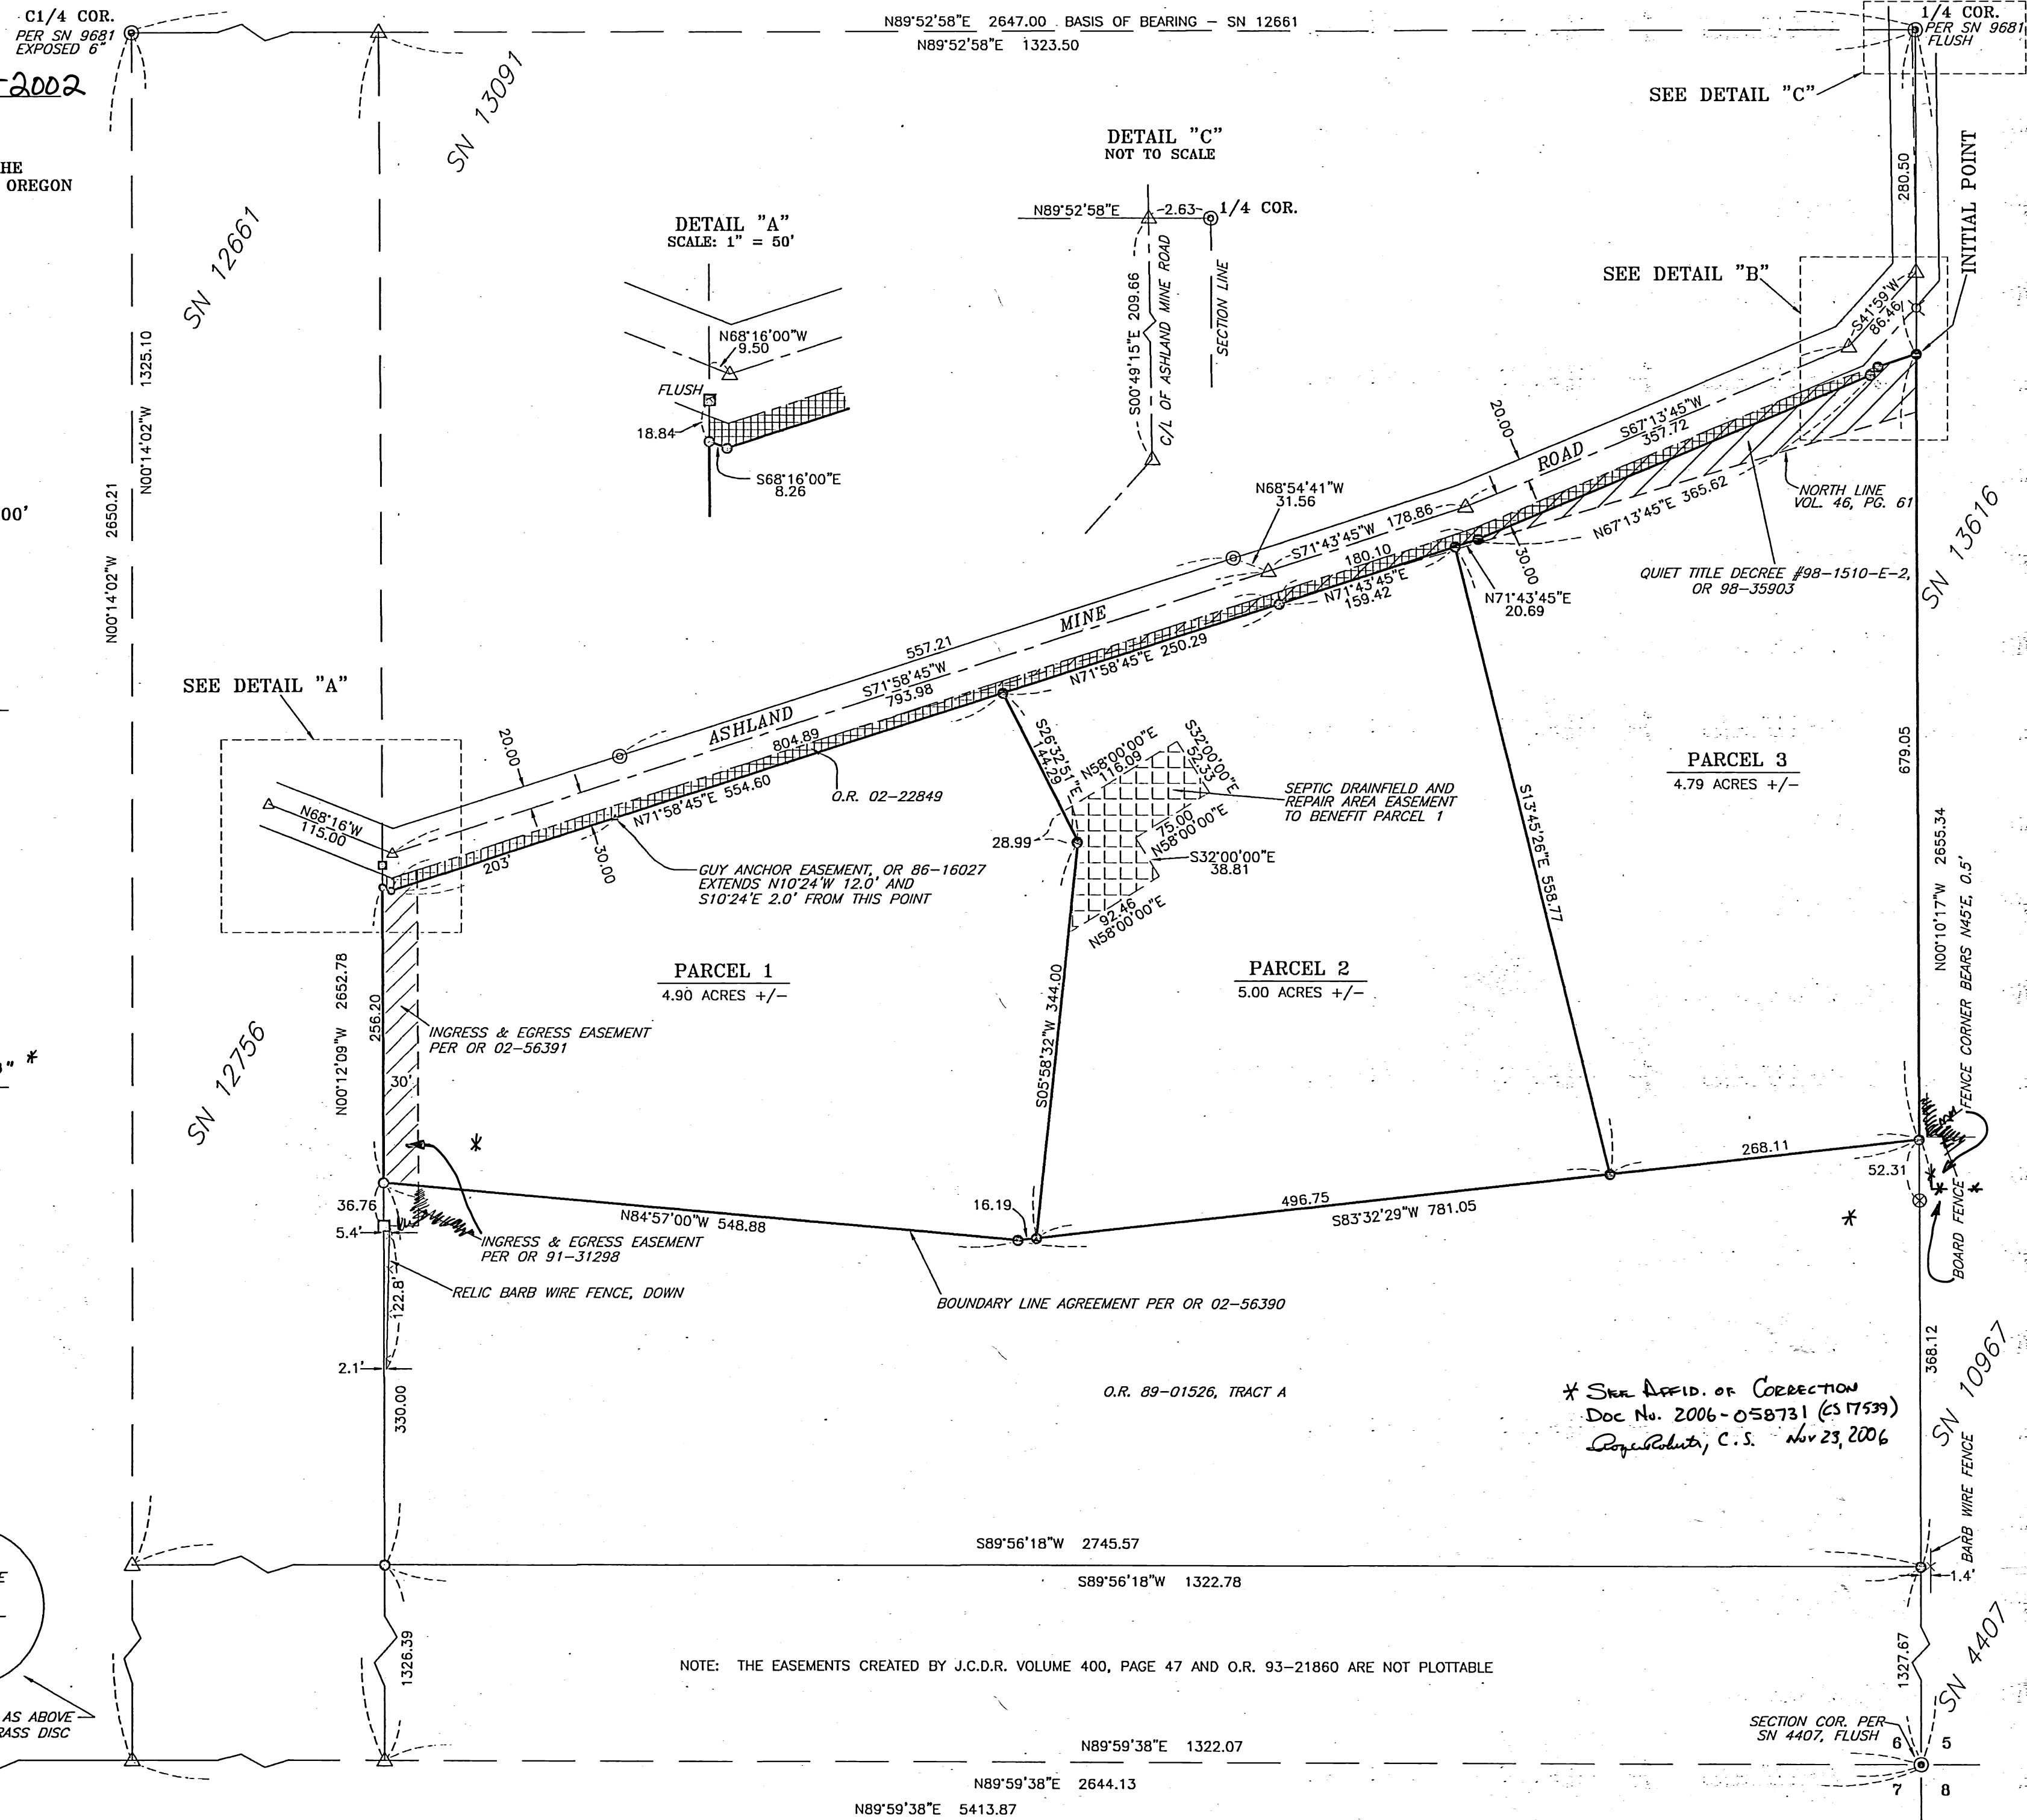 C1/4 COR.
PER SN 9681
EXPOSED 6"
-2002
HE
OREGON
00'
N89°52'58"E 2647.00 BASIS OF BEARING – SN 12661
N89°52'58"E 1323.50
1/4 COR.
PER SN 9681
FLUSH
SEE DETAIL "C"
SN 13091
SN 12661
DETAIL "C"
NOT TO SCALE
N89°52'58"E
2.63
1/4 COR.
S00°49'15"E 209.66
C/L OF ASHLAND MINE ROAD
SECTION LINE
DETAIL "A"
SCALE: 1" = 50'
N68°16'00"W
9.50
FLUSH
18.84
S68°16'00"E
8.26
280.50
INITIAL POINT
SEE DETAIL "B"
S41°59'W
86.46
N00°14'02"W 1325.10
N00°14'02"W 2650.21
20.00
S67°13'45"W
357.72
ROAD
NORTH LINE
VOL. 46, PG. 61
N67°13'45"E 365.62
N68°54'41"W
31.56
S71°43'45"W 178.86
180.10
N71°43'45"E
159.42
30.00
N71°43'45"E
20.69
QUIET TITLE DECREE #98-1510-E-2,
OR 98-35903
SN 13616
MINE
557.21
S71°58'45"W
793.98
N71°58'45"E 250.29
SEE DETAIL "A"
ASHLAND
804.89
20.00
O.R. 02-22849
N71°58'45"E 554.60
30.00
203'
N68°16'W
115.00
GUY ANCHOR EASEMENT, OR 86-16027
EXTENDS N10°24'W 12.0' AND
S10°24'E 2.0' FROM THIS POINT
S26°32'51"E
144.29
N58°00'00"E
116.09
S32°00'00"E
52.33
28.99
75.00
N58°00'00"E
S32°00'00"E
38.81
92.46
N58°00'00"E
SEPTIC DRAINFIELD AND
REPAIR AREA EASEMENT
TO BENEFIT PARCEL 1
S13°45'26"E 558.77
PARCEL 3
4.79 ACRES +/–
679.05
N00°10'17"W 2655.34
PARCEL 1
4.90 ACRES +/–
PARCEL 2
5.00 ACRES +/–
N00°12'09"W 2652.78
256.20
INGRESS & EGRESS EASEMENT
PER OR 02-56391
30'
*
SN 12756
S05°58'32"W 344.00
FENCE CORNER BEARS N45°E, 0.5'
BOARD FENCE
*
268.11
52.31
* * *
*
36.76
5.4'
N84°57'00"W 548.88
16.19
496.75
S83°32'29"W 781.05
INGRESS & EGRESS EASEMENT
PER OR 91-31298
RELIC BARB WIRE FENCE, DOWN
122.8'
2.1'
330.00
BOUNDARY LINE AGREEMENT PER OR 02-56390
O.R. 89-01526, TRACT A
368.12
SN 10967
* SEE AFFID. OF CORRECTION
DOC NO. 2006-058731 (CS 17539)
Roger Roberts, C.S. Nov 23, 2006
BARB WIRE FENCE
1.4'
S89°56'18"W 2745.57
S89°56'18"W 1322.78
1326.39
1327.67
SN 4407
NOTE: THE EASEMENTS CREATED BY J.C.D.R. VOLUME 400, PAGE 47 AND O.R. 93-21860 ARE NOT PLOTTABLE
AS ABOVE
RASS DISC
SECTION COR. PER
SN 4407, FLUSH
6 5
7 8
N89°59'38"E 1322.07
N89°59'38"E 2644.13
N89°59'38"E 5413.87